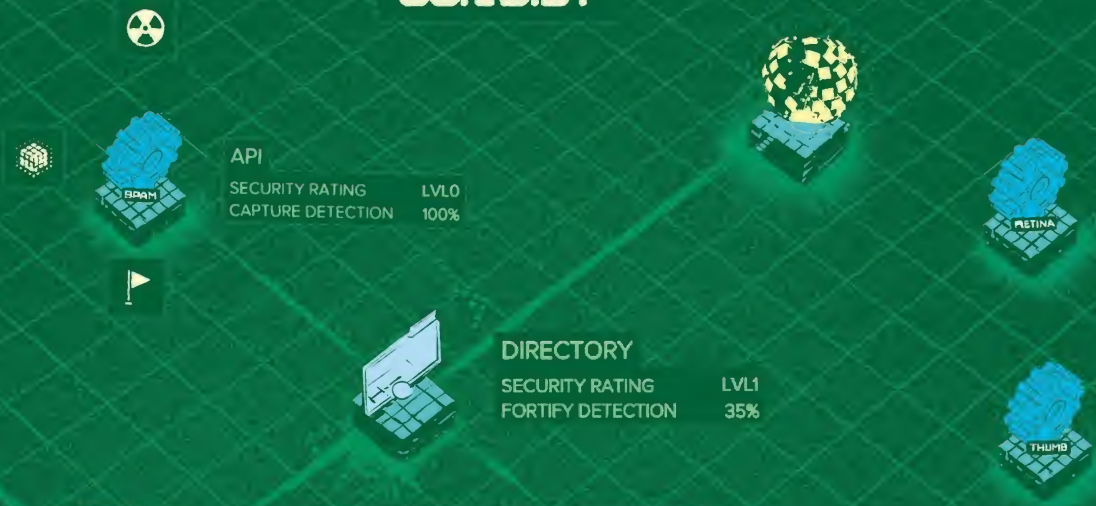 API
SECURITY RATING LVL0
CAPTURE DETECTION 100%
RETINA
DIRECTORY
SECURITY RATING LVL1
FORTIFY DETECTION 35%
THUMB